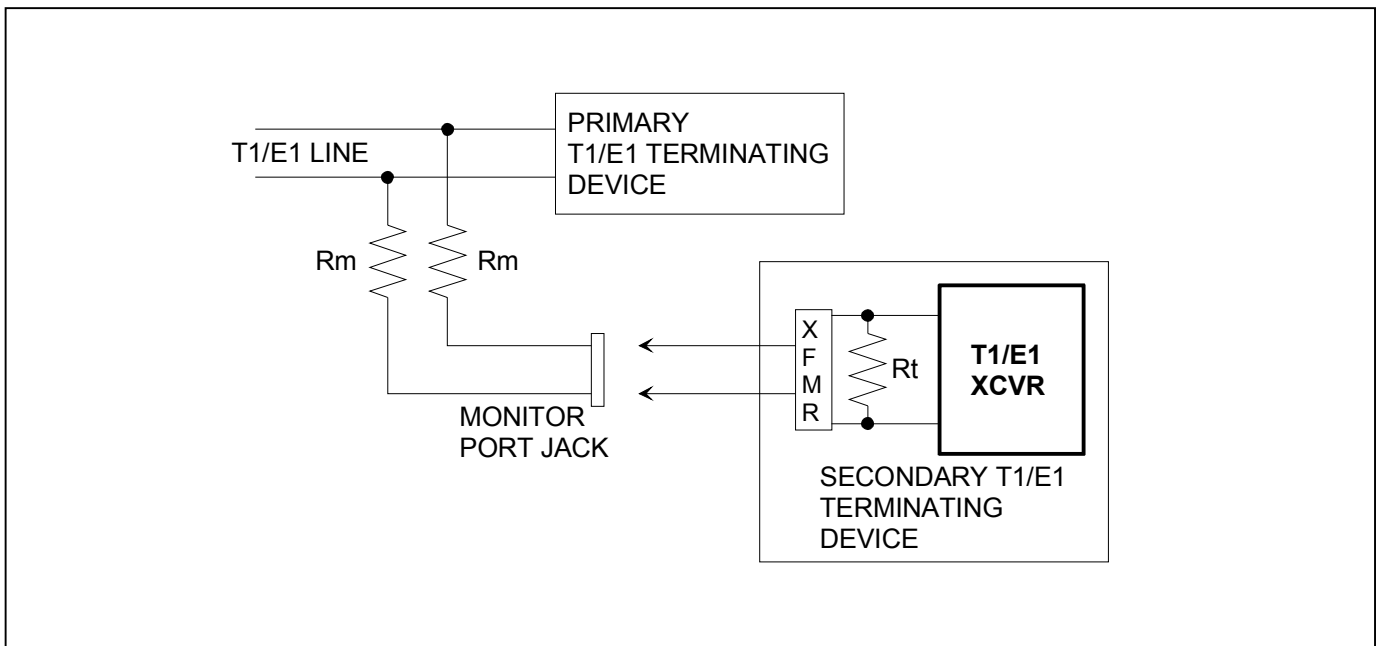 PRIMARY
T1/E1 TERMINATING
DEVICE
T1/E1 LINE
Rm
Rm
MONITOR
PORT JACK
X
F
M
R
Rt
T1/E1
XCVR
SECONDARY T1/E1
TERMINATING
DEVICE